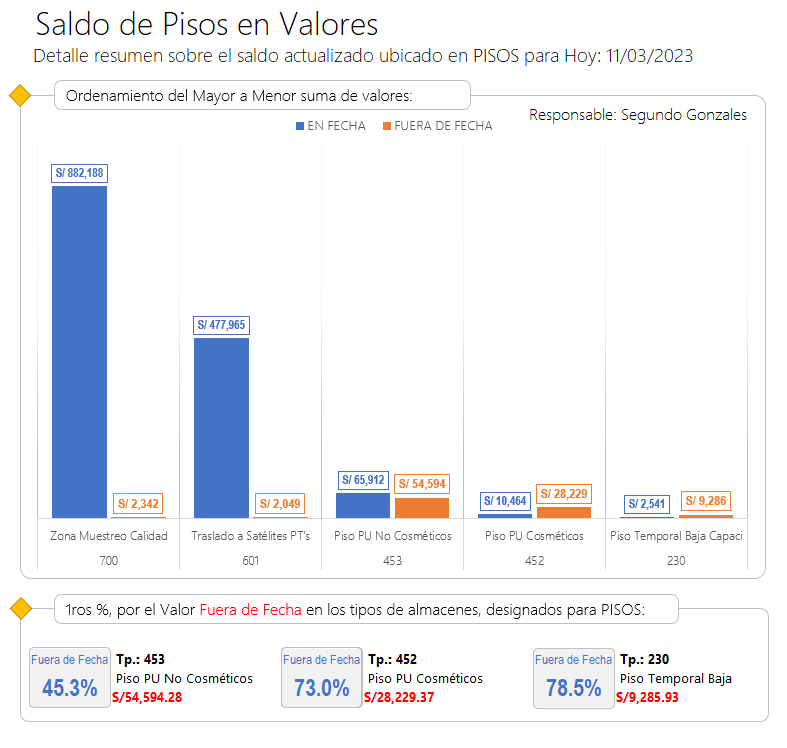 Saldo de Pisos en Valores
Detalle resumen sobre el saldo actualizado ubicado en PISOS para Hoy: 11/03/2023
Ordenamiento del Mayor a Menor suma de valores:
Responsable: Segundo Gonzales
EN FECHA FUERA DE FECHA
S/ 882,188
S/ 477,965
S/ 65,912 S/ 54,594
S/ 28,229
S/ 10,464
S/ 2,342 S/ 2,049 S/ 2,541 S/ 9,286
Zona Muestreo Calidad Traslado a Satélites PT's Piso PU No Cosméticos Piso PU Cosméticos Piso Temporal Baja Capaci
700 601 453 452 230
1ros %, por el Valor Fuera de Fecha en los tipos de almacenes, designados para PISOS:
Fuera de Fecha Tp.: 453
45.3% Piso PU No Cosméticos
S/54,594.28
Fuera de Fecha Tp.: 452
73.0% Piso PU Cosméticos
S/28,229.37
Fuera de Fecha Tp.: 230
78.5% Piso Temporal Baja
S/9,285.93